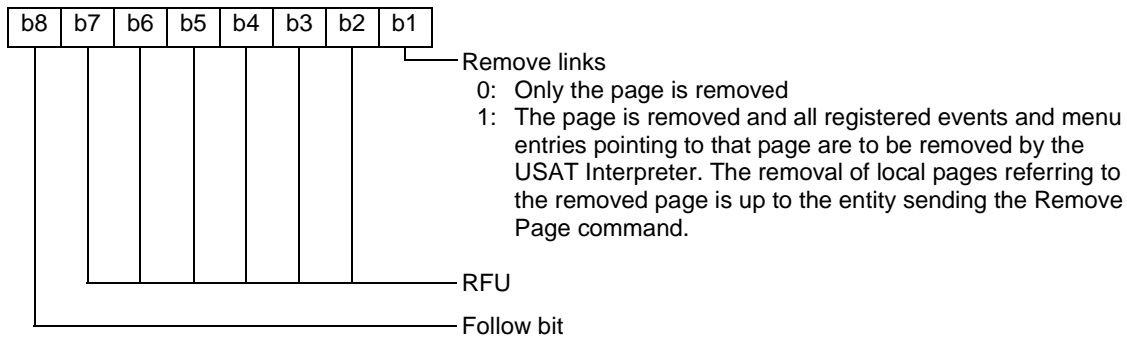 b8 b7 b6 b5 b4 b3 b2 b1
Remove links
0: Only the page is removed
1: The page is removed and all registered events and menu
entries pointing to that page are to be removed by the
USAT Interpreter. The removal of local pages referring to
the removed page is up to the entity sending the Remove
Page command.
RFU
Follow bit